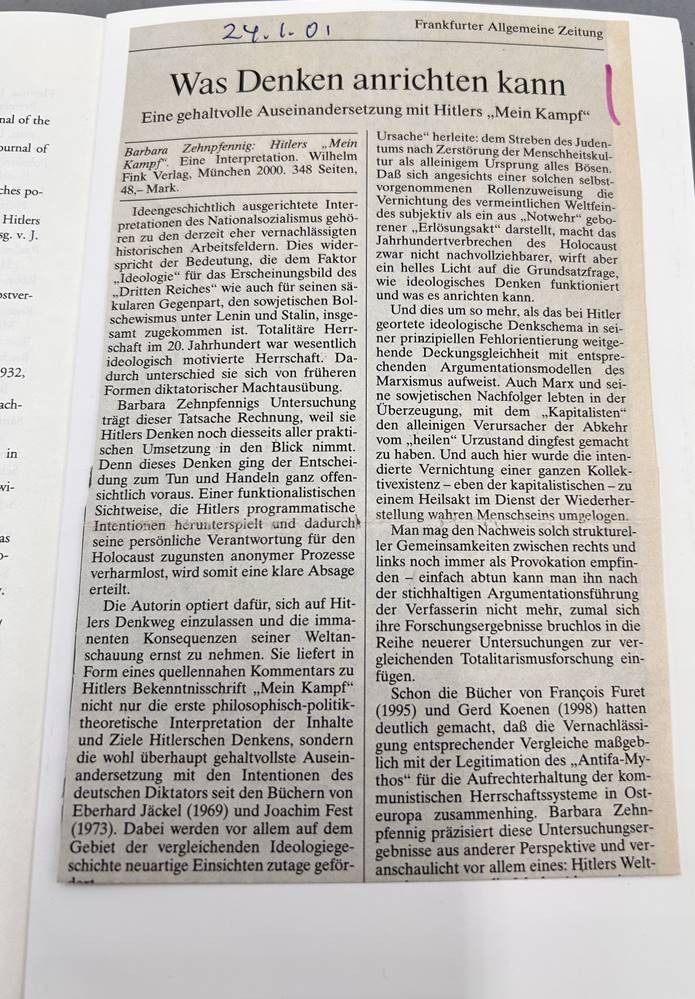 nal of the
ournal of
ches po-
Hitlers
sg. v. J.
ostver-
932,
ach-
in
wi-
as
o-
24.1.01
Frankfurter Allgemeine Zeitung
Was Denken anrichten kann
Eine gehaltvolle Auseinandersetzung mit Hitlers „Mein Kampf“
Barbara Zehnpfennig: Hitlers „Mein
Kampf“. Eine Interpretation. Wilhelm
Fink Verlag, München 2000. 348 Seiten,
48,– Mark.
Ideengeschichtlich ausgerichtete Inter-
pretationen des Nationalsozialismus gehö-
ren zu den derzeit eher vernachlässigten
historischen Arbeitsfeldern. Dies wider-
spricht der Bedeutung, die dem Faktor
„Ideologie“ für das Erscheinungsbild des
„Dritten Reiches“ wie auch für seinen sä-
kularen Gegenpart, den sowjetischen Bol-
schewismus unter Lenin und Stalin, insge-
samt zugekommen ist. Totalitäre Herr-
schaft im 20. Jahrhundert war wesentlich
ideologisch motivierte Herrschaft. Da-
durch unterschied sie sich von früheren
Formen diktatorischer Machtausübung.
Barbara Zehnpfennigs Untersuchung
trägt dieser Tatsache Rechnung, weil sie
Hitlers Denken noch diesseits aller prakti-
schen Umsetzung in den Blick nimmt.
Denn dieses Denken ging der Entschei-
dung zum Tun und Handeln ganz offen-
sichtlich voraus. Einer funktionalistischen
Sichtweise, die Hitlers programmatische
Intentionen herunterspielt und dadurch
seine persönliche Verantwortung für den
Holocaust zugunsten anonymer Prozesse
verharmlost, wird somit eine klare Absage
erteilt.
Die Autorin optiert dafür, sich auf Hit-
lers Denkweg einzulassen und die imma-
nenten Konsequenzen seiner Weltan-
schauung ernst zu nehmen. Sie liefert in
Form eines quellennahen Kommentars zu
Hitlers Bekenntnisschrift „Mein Kampf“
nicht nur die erste philosophisch-politik-
theoretische Interpretation der Inhalte
und Ziele Hitlerschen Denkens, sondern
die wohl überhaupt gehaltvollste Ausein-
andersetzung mit den Intentionen des
deutschen Diktators seit den Büchern von
Eberhard Jäckel (1969) und Joachim Fest
(1973). Dabei werden vor allem auf dem
Gebiet der vergleichenden Ideologiege-
schichte neuartige Einsichten zutage geför-
Ursache“ herleite: dem Streben des Juden-
tums nach Zerstörung der Menschheitskul-
tur als alleinigem Ursprung alles Bösen.
Daß sich angesichts einer solchen selbst-
vorgenommenen Rollenzuweisung die
Vernichtung des vermeintlichen Weltfein-
des subjektiv als ein aus „Notwehr“ gebo-
rener „Erlösungsakt“ darstellt, macht das
Jahrhundertverbrechen des Holocaust
zwar nicht nachvollziehbarer, wirft aber
ein helles Licht auf die Grundsatzfrage,
wie ideologisches Denken funktioniert
und was es anrichten kann.
Und dies um so mehr, als das bei Hitler
geortete ideologische Denkschema in sei-
ner prinzipiellen Fehlorientierung weitge-
hende Deckungsgleichheit mit entspre-
chenden Argumentationsmodellen des
Marxismus aufweist. Auch Marx und sei-
ne sowjetischen Nachfolger lebten in der
Überzeugung, mit dem „Kapitalisten“
den alleinigen Verursacher der Abkehr
vom „heilen“ Urzustand dingfest gemacht
zu haben. Und auch hier wurde die inten-
dierte Vernichtung einer ganzen Kollek-
tivexistenz – eben der kapitalistischen – zu
einem Heilsakt im Dienst der Wiederher-
stellung wahren Menschseins umgelogen.
Man mag den Nachweis solch struktürel-
ler Gemeinsamkeiten zwischen rechts und
links noch immer als Provokation empfin-
den – einfach abtun kann man ihn nach
der stichhaltigen Argumentationsführung
der Verfasserin nicht mehr, zumal sich
ihre Forschungsergebnisse bruchlos in die
Reihe neuerer Untersuchungen zur ver-
gleichenden Totalitarismusforschung ein-
fügen.
Schon die Bücher von François Furet
(1995) und Gerd Koenen (1998) hatten
deutlich gemacht, daß die Vernachlässi-
gung entsprechender Vergleiche maßgeb-
lich mit der Legitimation des „Antifa-My-
thos“ für die Aufrechterhaltung der kom-
munistischen Herrschaftssysteme in Ost-
europa zusammenhing. Barbara Zehn-
pfennig präzisiert diese Untersuchungser-
gebnisse aus anderer Perspektive und ver-
anschaulicht vor allem eines: Hitlers Welt-